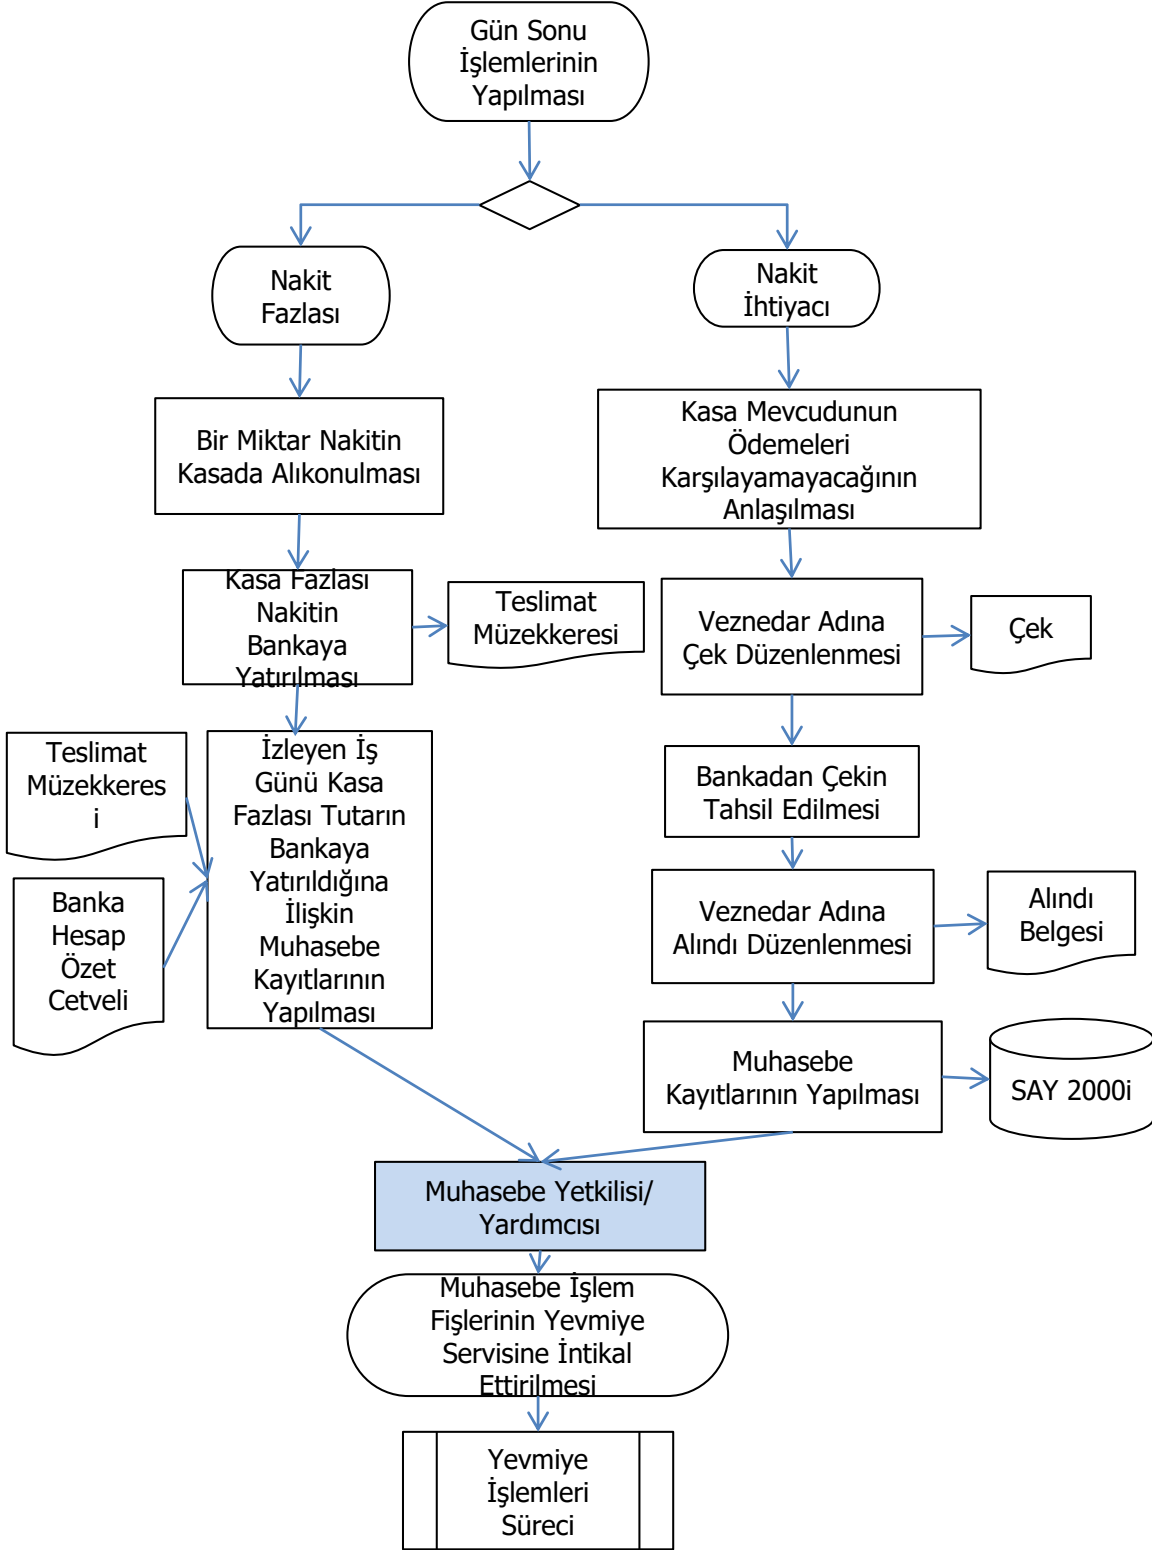 Gün Sonu
İşlemlerinin
Yapılması
Nakit
Fazlası
Nakit
İhtiyacı
Bir Miktar Nakitin
Kasada Alıkonulması
Kasa Mevcudunun
Ödemeleri
Karşılayamayacağının
Anlaşılması
Kasa Fazlası
Nakitin
Bankaya
Yatırılması
Teslimat
Müzekkeresi
Veznedar Adına
Çek Düzenlenmesi
Çek
Teslimat
Müzekkeres
i
Banka
Hesap
Özet
Cetveli
İzleyen İş
Günü Kasa
Fazlası Tutarın
Bankaya
Yatırıldığına
İlişkin
Muhasebe
Kayıtlarının
Yapılması
Bankadan Çekin
Tahsil Edilmesi
Veznedar Adına
Alındı Düzenlenmesi
Alındı
Belgesi
Muhasebe
Kayıtlarının Yapılması
SAY 2000i
Muhasebe Yetkilisi/
Yardımcısı
Muhasebe İşlem
Fişlerinin Yevmiye
Servisine İntikal
Ettirilmesi
Yevmiye
İşlemleri
Süreci